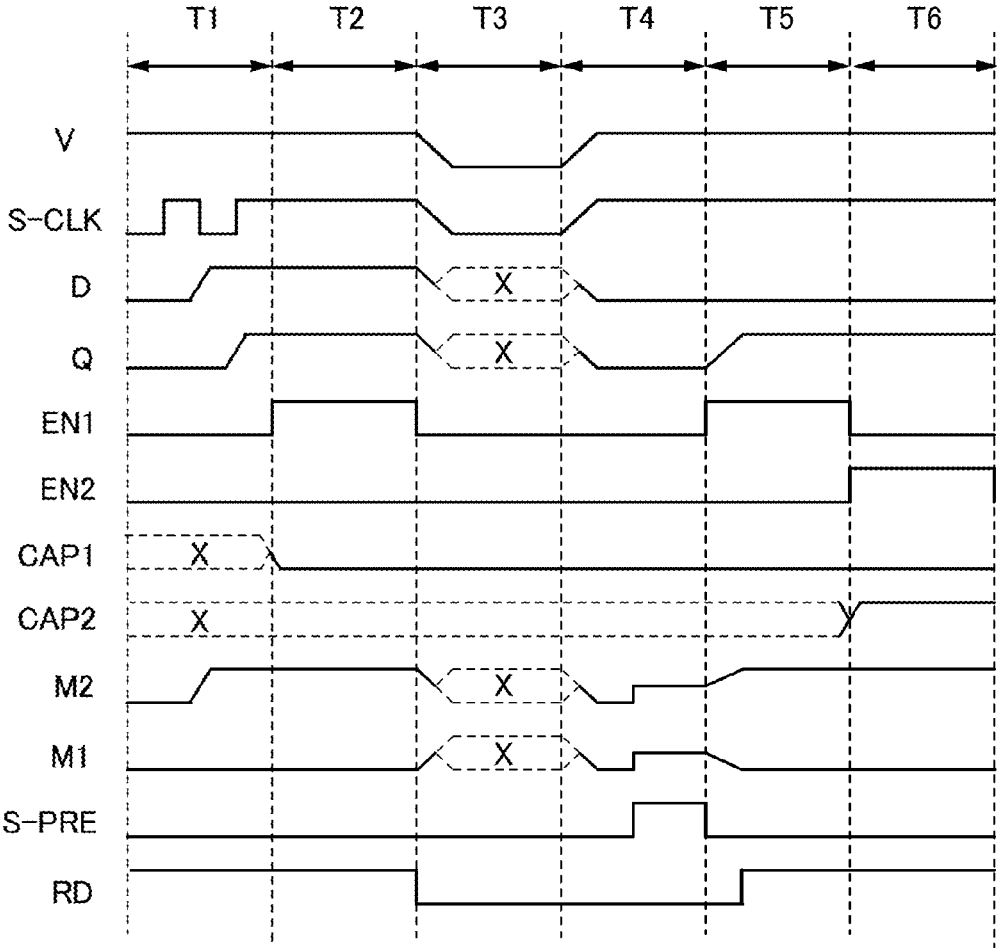 T1 T2 T3 T4 T5 T6
V
S-CLK
D X
Q X
EN1
EN2
CAP1 X
CAP2 X
M2 X
M1 X
S-PRE
RD